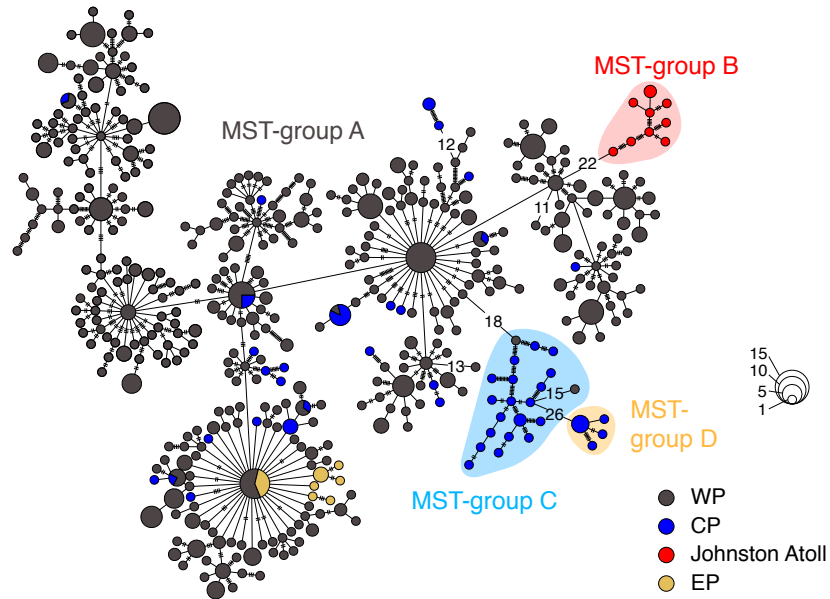 MST-group B
MST-group A
12
22
11
18
13
15
26
MST-
group D
MST-group C
15
10
5
1
WP
CP
Johnston Atoll
EP